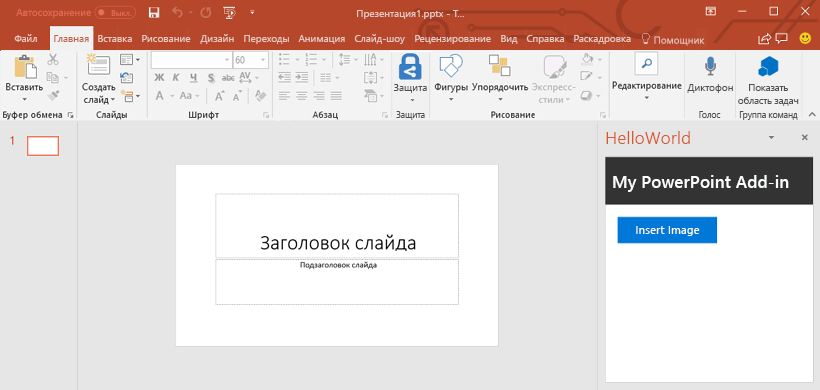 Автосохранение Выкл.
Презентация1.pptx - T...
Файл Главная Вставка Рисование Дизайн Переходы Анимация Слайд-шоу Рецензирование Вид Справка Раскадровка Помощник
Вставить
Буфер обмена
Создать
слайд
Слайды
60
Ж К Ч S abc AV
A Aa A A A
Шрифт
Абзац
Защита
Защита
Фигуры
Упорядочить
Экспресс-
стили
Рисование
Редактирование
Диктофон
Голос
Показать
область задач
Группа команд
1
Заголовок слайда
Подзаголовок слайда
HelloWorld
My PowerPoint Add-in
Insert Image